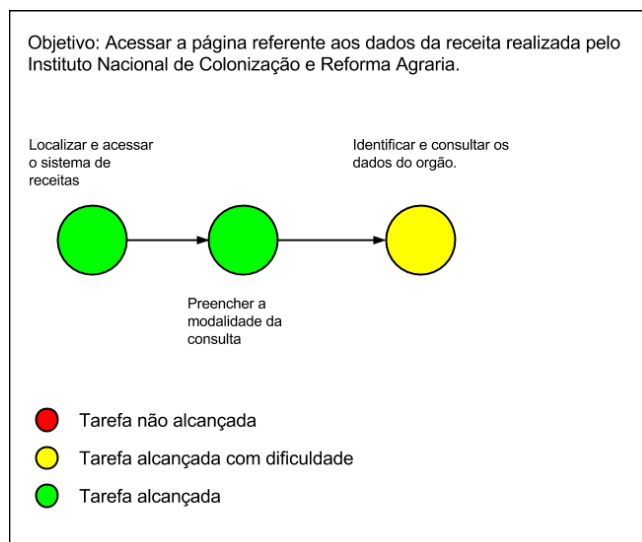 Objetivo: Acessar a página referente aos dados da receita realizada pelo
Instituto Nacional de Colonização e Reforma Agraria.
Localizar e acessar
o sistema de
receitas
Identificar e consultar os
dados do orgão.
Preencher a
modalidade da
consulta
Tarefa não alcançada
Tarefa alcançada com dificuldade
Tarefa alcançada